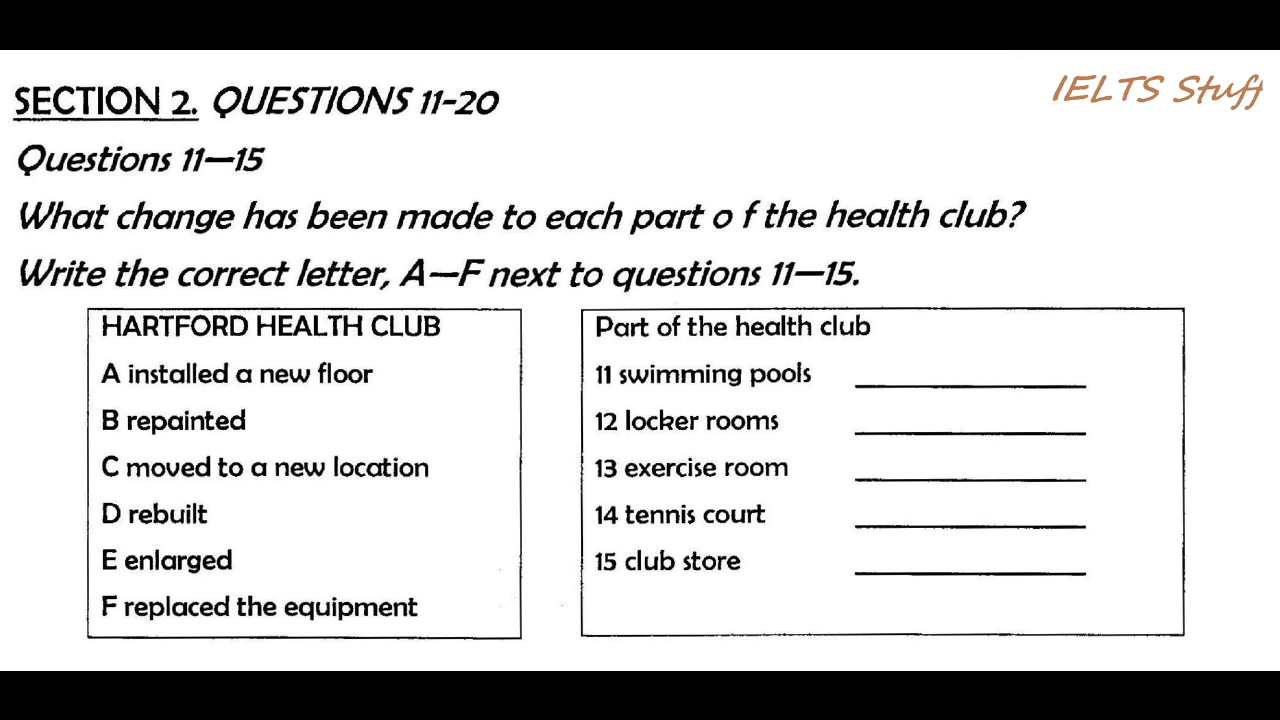 IELTS Stuff
SECTION 2. QUESTIONS 11-20
Questions 11—15
What change has been made to each part o f the health club?
Write the correct letter, A—F next to questions 11—15.
HARTFORD HEALTH CLUB
A installed a new floor
B repainted
C moved to a new location
D rebuilt
E enlarged
F replaced the equipment
Part of the health club
11 swimming pools
12 locker rooms
13 exercise room
14 tennis court
15 club store